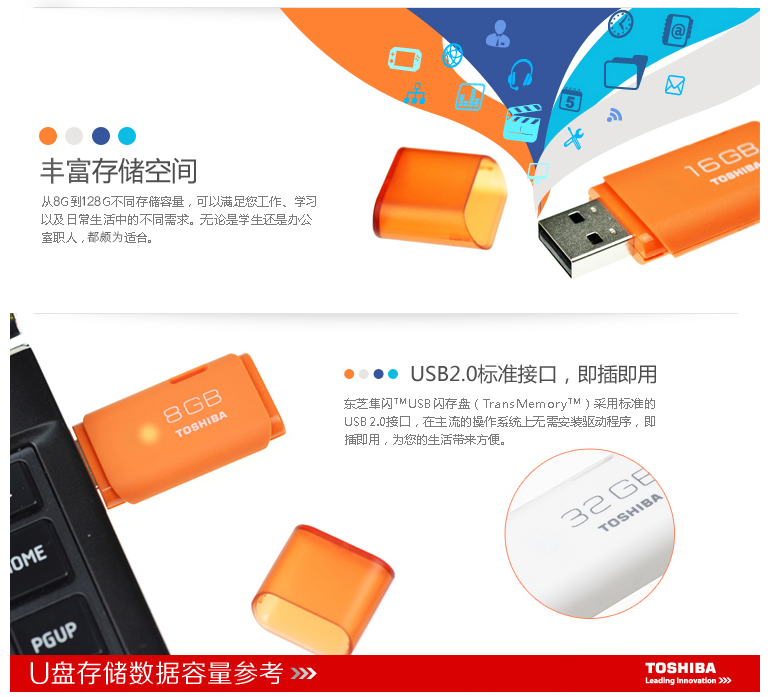 16GB
TOSHIBA
5
丰富存储空间
从8G到128G不同存储容量，可以满足您工作、学习
以及日常生活中的不同需求。无论是学生还是办公
室职人，都颇为适合。
8GB
TOSHIBA
USB2.0标准接口，即插即用
东芝隼闪™USB闪存盘（TransMemory™）采用标准的
USB 2.0接口，在主流的操作系统上无需安装驱动程序，即
插即用，为您的生活带来方便。
32GB
TOSHIBA
HOME
PGUP
U盘存储数据容量参考
TOSHIBA
Leading Innovation >>>